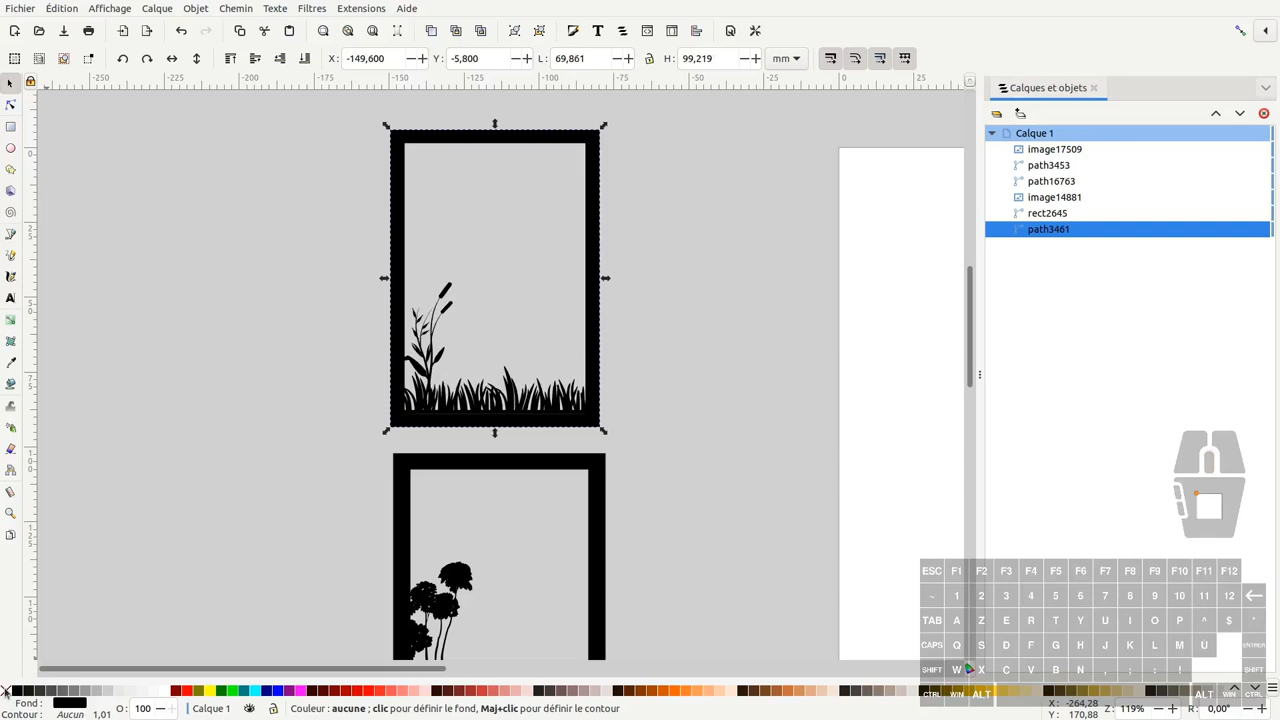 Fichier Édition Affichage Calque Objet Chemin Texte Filtres Extensions Aide
X : -149,600 Y : -5,800 L : 69,861 H : 99,219 mm
-250 -225 -200 -175 -150 -125 -100 -75 -50 -25 0 25
Calques et objets
Calque 1
image17509
path3453
path16763
image14881
rect2645
path3461
ESC F1 F2 F3 F4 F5 F6 F7 F8 F9 F10 F11 F12
~ 1 2 3 4 5 6 7 8 9 10 11 12
TAB A Z E R T Y U I O P ^ $
CAPS Q S D F G H J K L M Ù ENTRER
SHIFT W X C V B N , ; : ! SHIFT
CTRL WIN ALT ALT WIN CTRL
Fond :
Contour : Aucun 1,01
O : 100
Calque 1
Couleur : aucune ; clic pour définir le fond, Maj+clic pour définir le contour
X : -264,28
Y : 170,88
Z : 119%
R : 0,00°